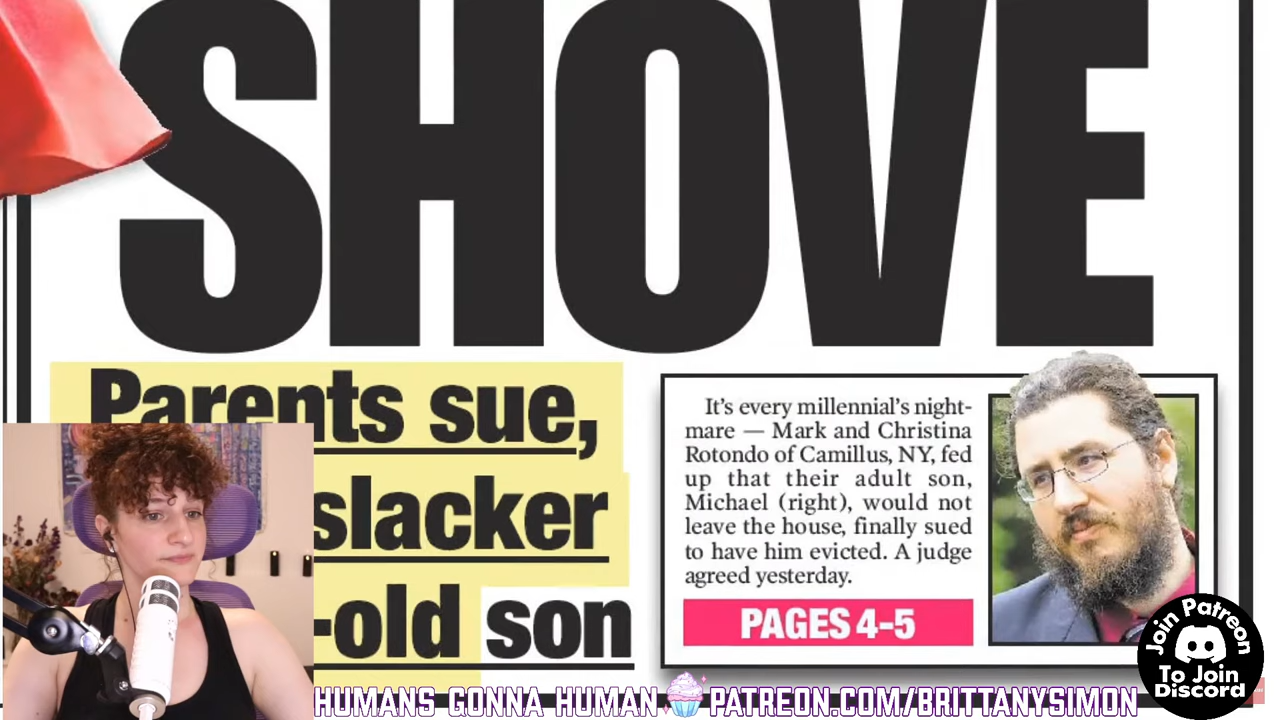 SHOVE
Parents sue,
slacker
-old son
It's every millennial's night-
mare — Mark and Christina
Rotondo of Camillus, NY, fed
up that their adult son,
Michael (right), would not
leave the house, finally sued
to have him evicted. A judge
agreed yesterday.
PAGES 4-5
HUMANS GONNA HUMAN PATREON.COM/BRITTANYSIMON
Join Patreon
To Join
Discord